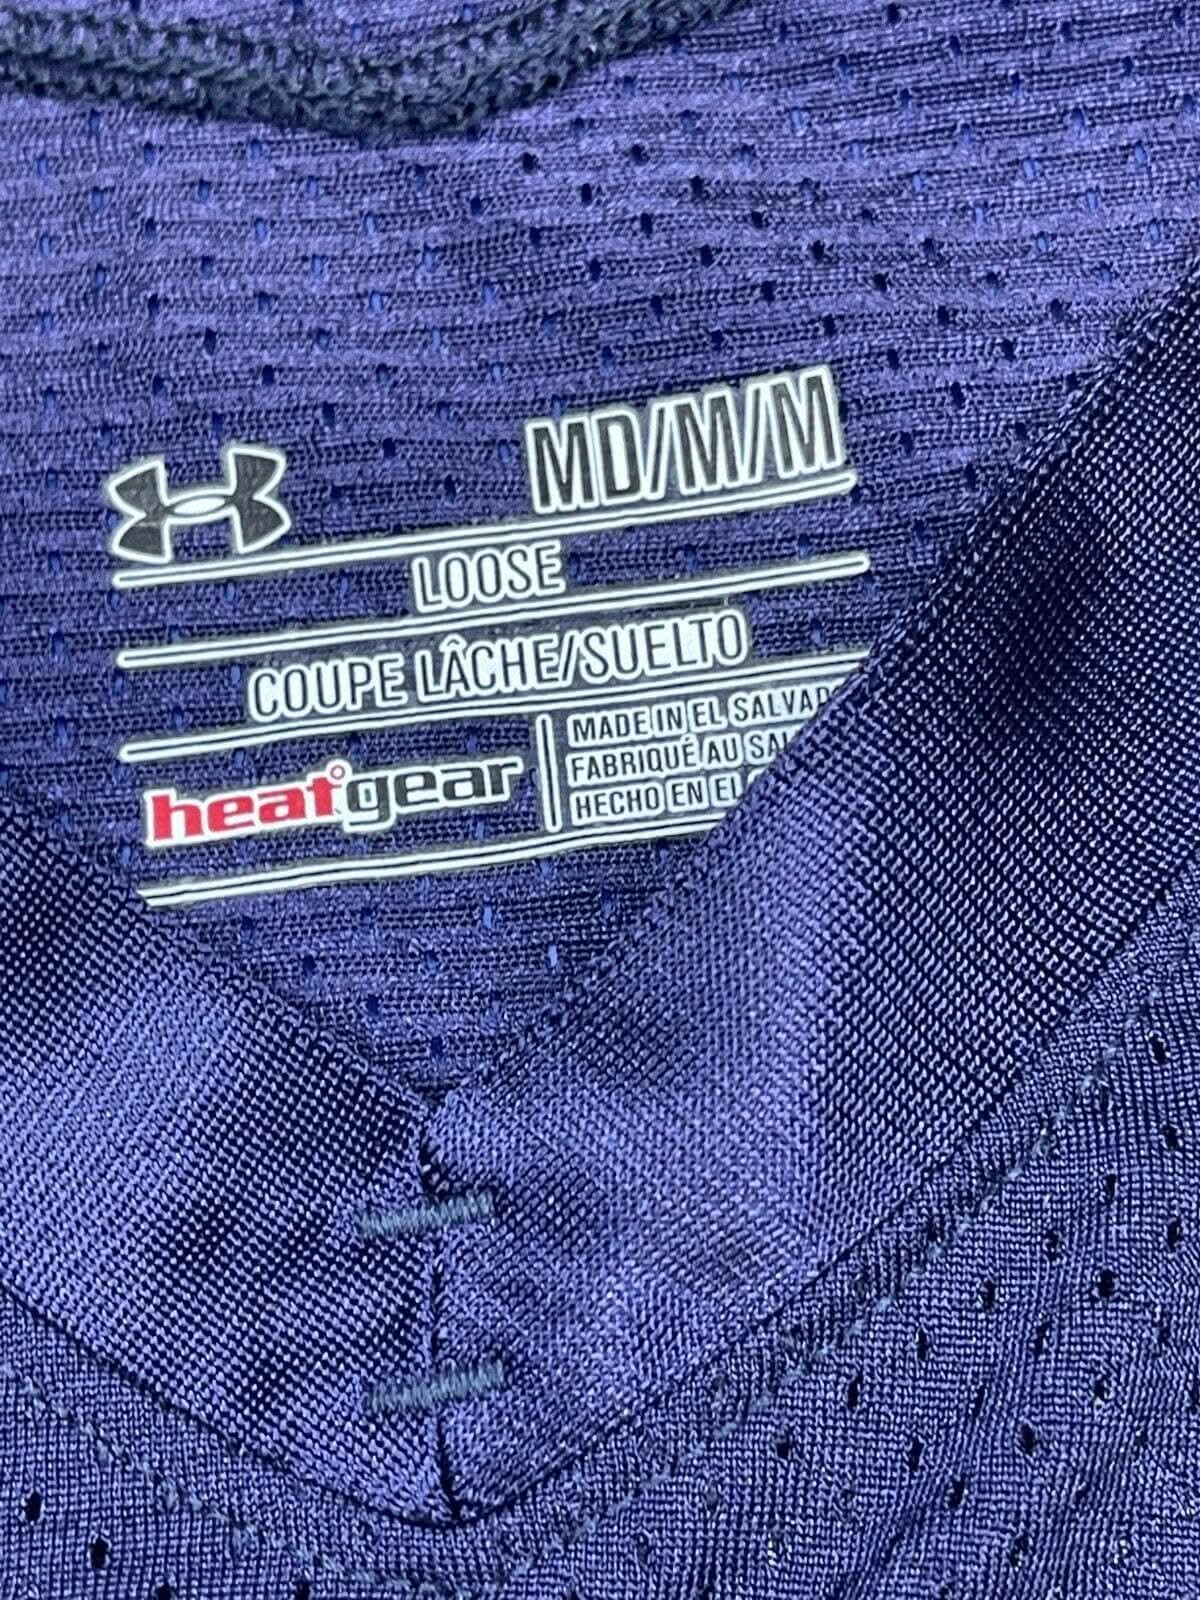 MD/M/M
LOOSE
COUPE LÂCHE/SUELTO
heatgear
MADE IN EL
FABRIQUÉ AU
HECHO EN EL